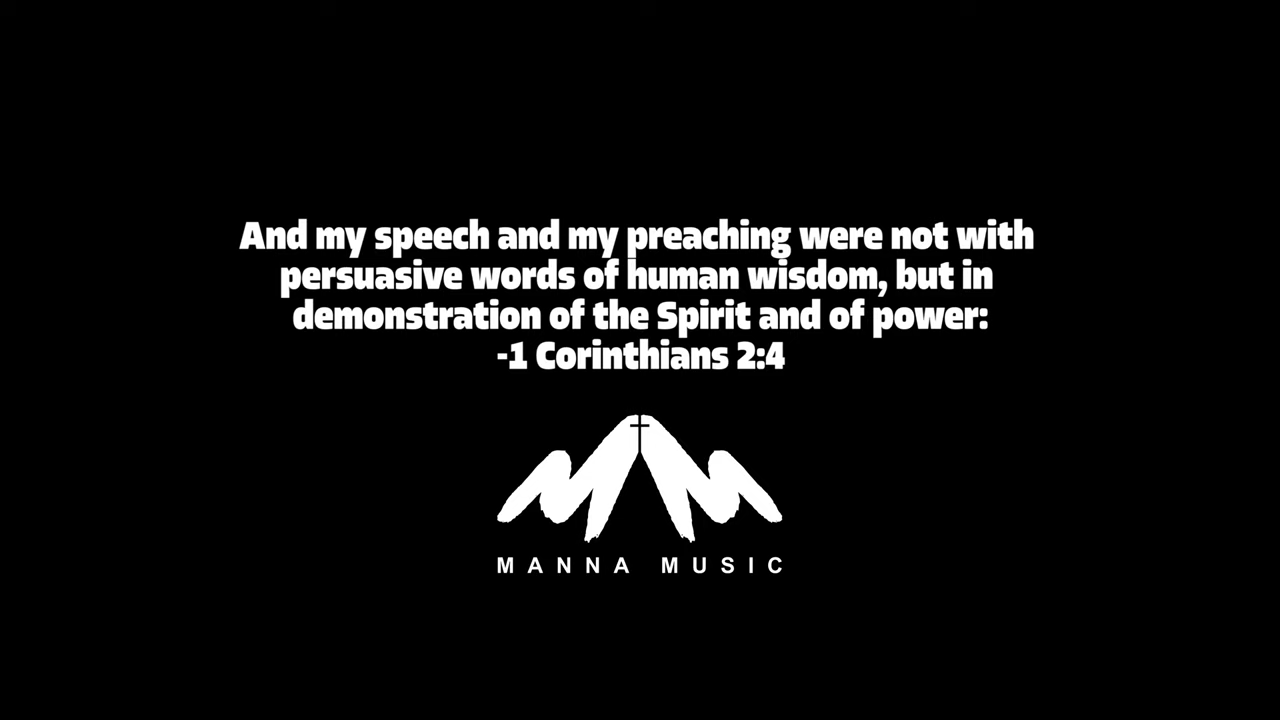 And my speech and my preaching were not with
persuasive words of human wisdom, but in
demonstration of the Spirit and of power:
-1 Corinthians 2:4
MANNA MUSIC